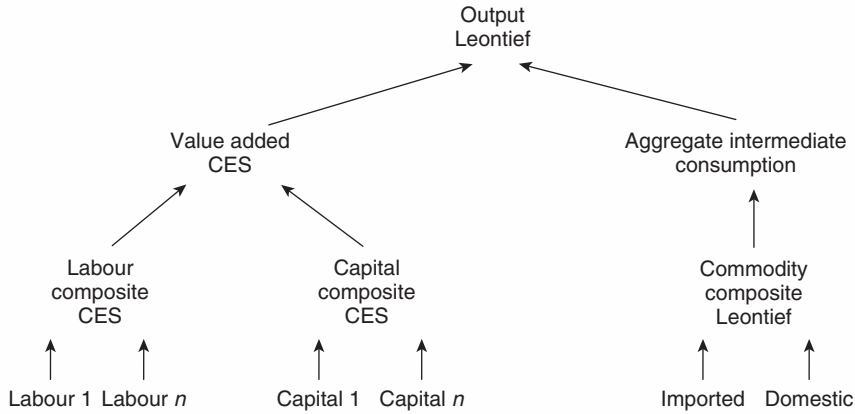 Output
Leontief
Value added
CES
Aggregate intermediate
consumption
Labour
composite
CES
Capital
composite
CES
Commodity
composite
Leontief
Labour 1 Labour n
Capital 1 Capital n
Imported Domestic